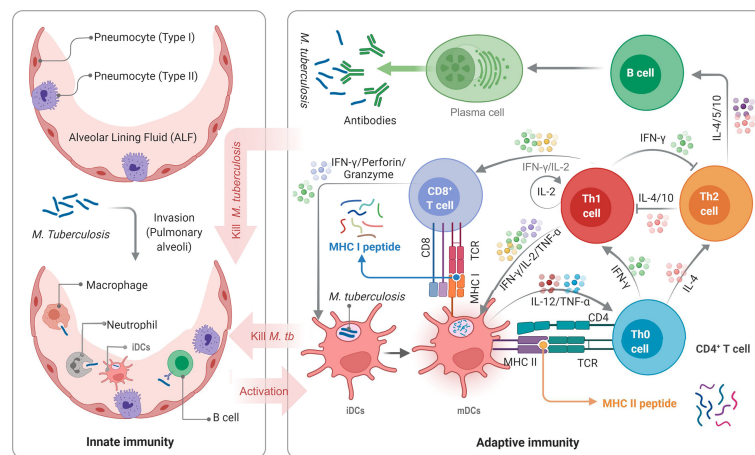 Pneumocyte (Type I)
Pneumocyte (Type II)
Alveolar Lining Fluid (ALF)
M. Tuberculosis
Invasion
(Pulmonary
alveoli)
Macrophage
Neutrophil
iDCs
B cell
Innate immunity
Kill M. tuberculosis
Kill M. tb
Activation
M. tuberculosis
Antibodies
Plasma cell
B cell
IL-4/5/10
IFN-γ/Perforin/
Granzyme
CD8⁺
T cell
IFN-γ/IL-2
IL-2
IFN-γ
Th1
cell
IL-4/10
Th2
cell
MHC I peptide
CD8
TCR
MHC I
IFN-γ/IL-2/TNF-α
M. tuberculosis
IL-12/TNF-α
IFN-γ
IL-4
CD4
Th0
cell
CD4⁺ T cell
MHC II
TCR
iDCs
mDCs
MHC II peptide
Adaptive immunity